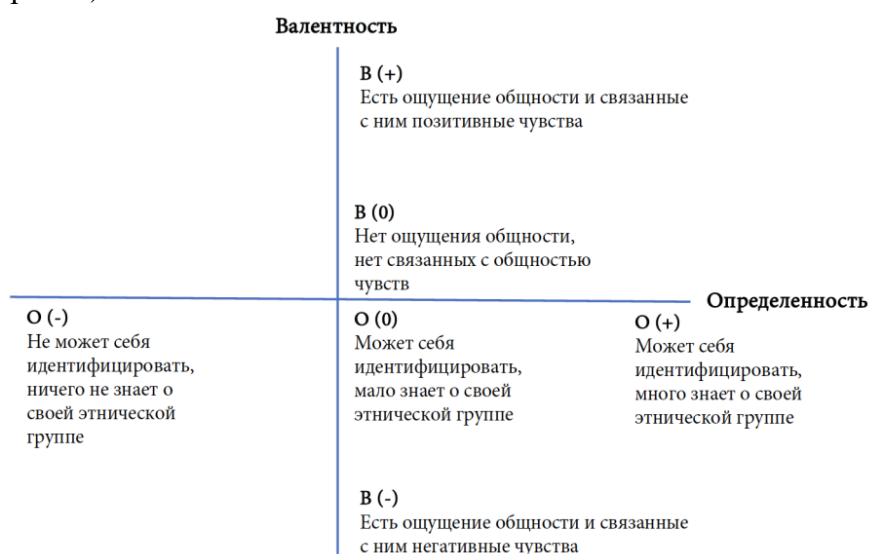 Валентность
В (+)
Есть ощущение общности и связанные
с ним позитивные чувства
В (0)
Нет ощущения общности,
нет связанных с общностью
чувств
Определенность
О (-)
Не может себя
идентифицировать,
ничего не знает о
своей этнической
группе
О (0)
Может себя
идентифицировать,
мало знает о своей
этнической группе
О (+)
Может себя
идентифицировать,
много знает о своей
этнической группе
В (-)
Есть ощущение общности и связанные
с ним негативные чувства